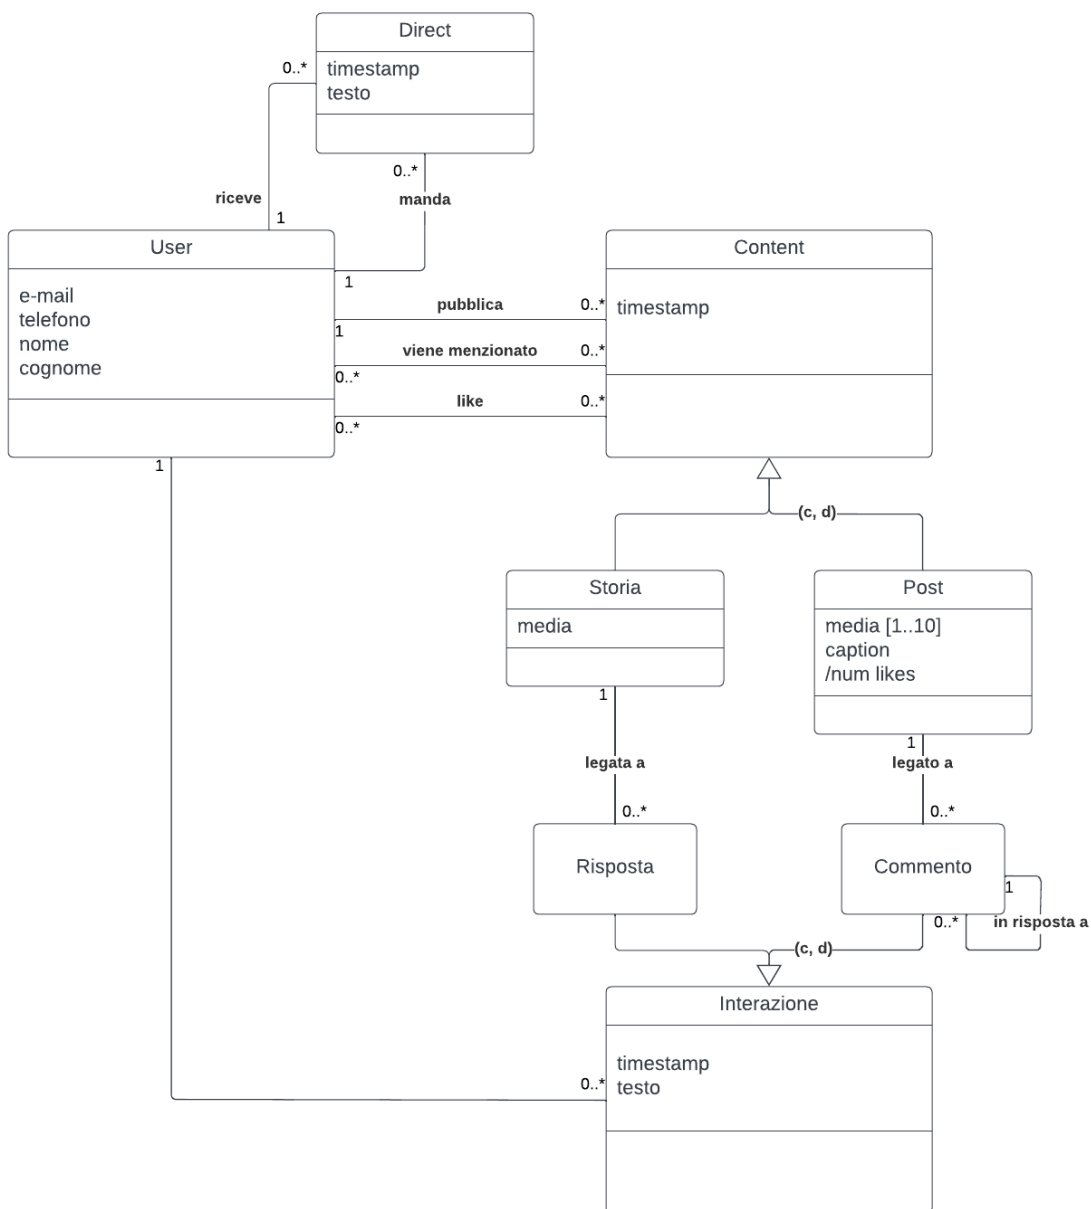 Direct
timestamp
testo
0..*
0..*
riceve
manda
1
1
User
e-mail
telefono
nome
cognome
Content
timestamp
pubblica
0..*
1
viene menzionato
0..*
0..*
like
0..*
0..*
1
(c, d)
Storia
media
Post
media [1..10]
caption
/num likes
1
1
legata a
legato a
0..*
0..*
Risposta
Commento
1
0..*
in risposta a
(c, d)
Interazione
timestamp
testo
0..*